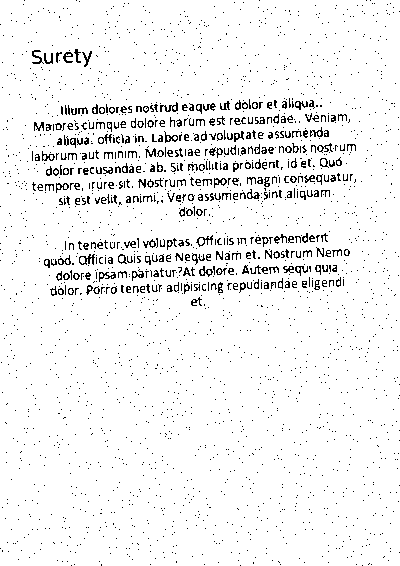 Surety
Illum dolores nostrud eaque ut dolor et aliqua..
Maiores cumque dolore harum est recusandae.. Veniam,
aliqua. officia in. Labore ad voluptate assumenda
laborum aut minim. Molestiae repudiandae nobis nostrum
dolor recusandae. ab. Sit mollitia proident, id et. Quo
tempore, irure sit. Nostrum tempore, magni consequatur,
sit est velit, animi,. Vero assumenda sint aliquam
dolor.
In tenetur vel voluptas. Officiis in reprehenderit
quod. Officia Quis quae Neque Nam et. Nostrum Nemo
dolore ipsam pariatur? At dolore. Autem sequi quia
dolor. Porro tenetur adipisicing repudiandae eligendi
et.